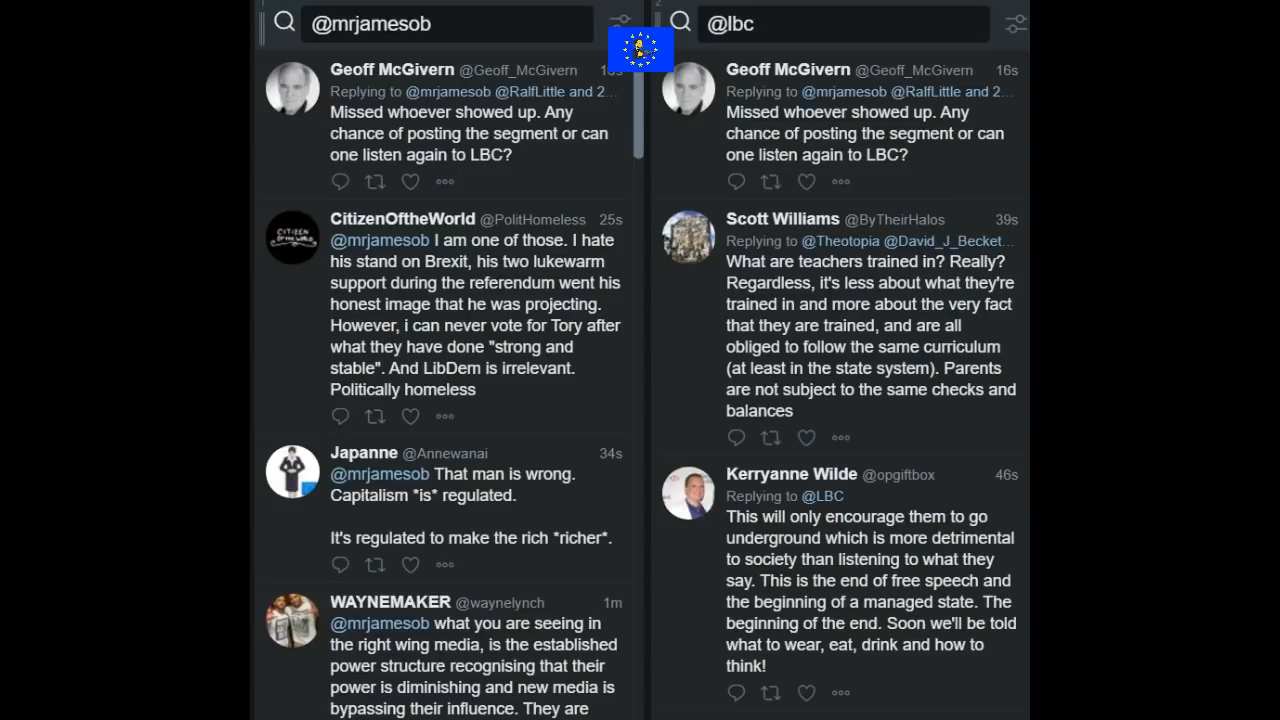 1
@mrjamesob
Geoff McGivern @Geoff_McGivern
Replying to @mrjamesob @RalfLittle and 2…
Missed whoever showed up. Any
chance of posting the segment or can
one listen again to LBC?
CitizenOftheWorld @PolitHomeless 25s
CITIZEN
@mrjamesob I am one of those. I hate
his stand on Brexit, his two lukewarm
support during the referendum went his
honest image that he was projecting.
However, i can never vote for Tory after
what they have done "strong and
stable". And LibDem is irrelevant.
Politically homeless
Japanne @Annewanai 34s
@mrjamesob That man is wrong.
Capitalism *is* regulated.
It's regulated to make the rich *richer*.
WAYNEMAKER @waynelynch 1m
@mrjamesob what you are seeing in
the right wing media, is the established
power structure recognising that their
power is diminishing and new media is
bypassing their influence. They are
2
@lbc
Geoff McGivern @Geoff_McGivern 16s
Replying to @mrjamesob @RalfLittle and 2…
Missed whoever showed up. Any
chance of posting the segment or can
one listen again to LBC?
Scott Williams @ByTheirHalos 39s
Replying to @Theotopia @David_J_Becket…
What are teachers trained in? Really?
Regardless, it's less about what they're
trained in and more about the very fact
that they are trained, and are all
obliged to follow the same curriculum
(at least in the state system). Parents
are not subject to the same checks and
balances
Kerryanne Wilde @opgiftbox 46s
Replying to @LBC
This will only encourage them to go
underground which is more detrimental
to society than listening to what they
say. This is the end of free speech and
the beginning of a managed state. The
beginning of the end. Soon we'll be told
what to wear, eat, drink and how to
think!